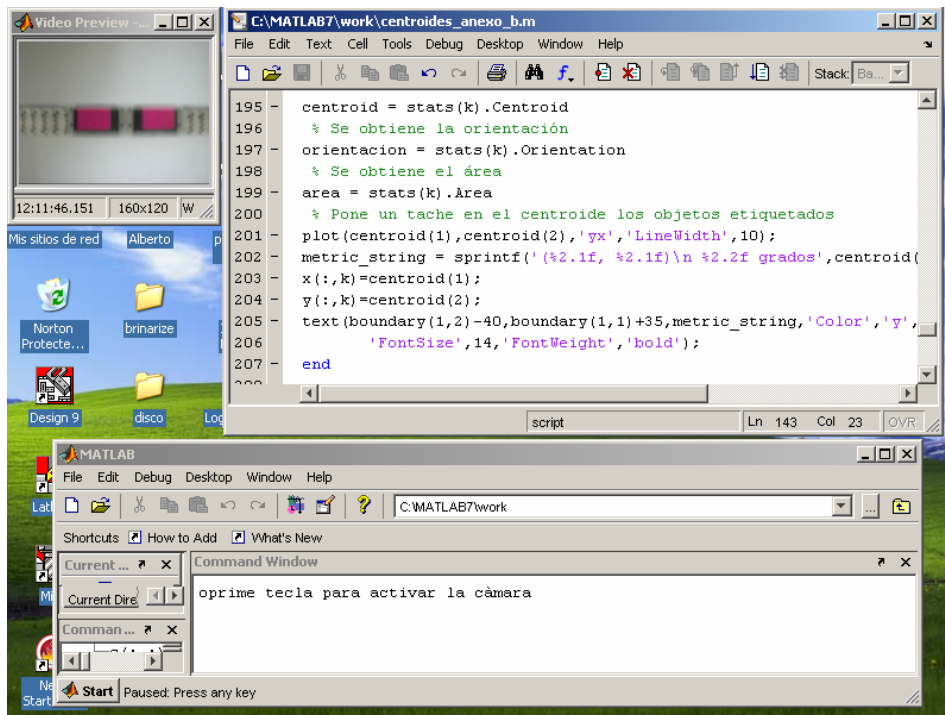 Video Preview -...
12:11:46.151 160x120 W
Mis sitios de red
Alberto
p
Norton
Protecte...
brinarize
Design 9
disco
Log
C:\MATLAB7\work\centroides_anexo_b.m
File Edit Text Cell Tools Debug Desktop Window Help
Stack: Ba...
195 - centroid = stats(k).Centroid
196 % Se obtiene la orientación
197 - orientacion = stats(k).Orientation
198 % Se obtiene el área
199 - area = stats(k).Area
200 % Pone un tache en el centroide los objetos etiquetados
201 - plot(centroid(1),centroid(2),'yx','LineWidth',10);
202 - metric_string = sprintf('(%2.1f, %2.1f)\n %2.2f grados',centroid(
203 - x(:,k)=centroid(1);
204 - y(:,k)=centroid(2);
205 - text(boundary(1,2)-40,boundary(1,1)+35,metric_string,'Color','y',
206 'FontSize',14,'FontWeight','bold');
207 - end
script Ln 143 Col 23 OVR
MATLAB
File Edit Debug Desktop Window Help
C:\MATLAB7\work
...
Shortcuts How to Add What's New
Current ...
Current Dire
Comman ...
Command Window
oprime tecla para activar la càmara
Start Paused: Press any key
Lat
Mi
Ne
Start